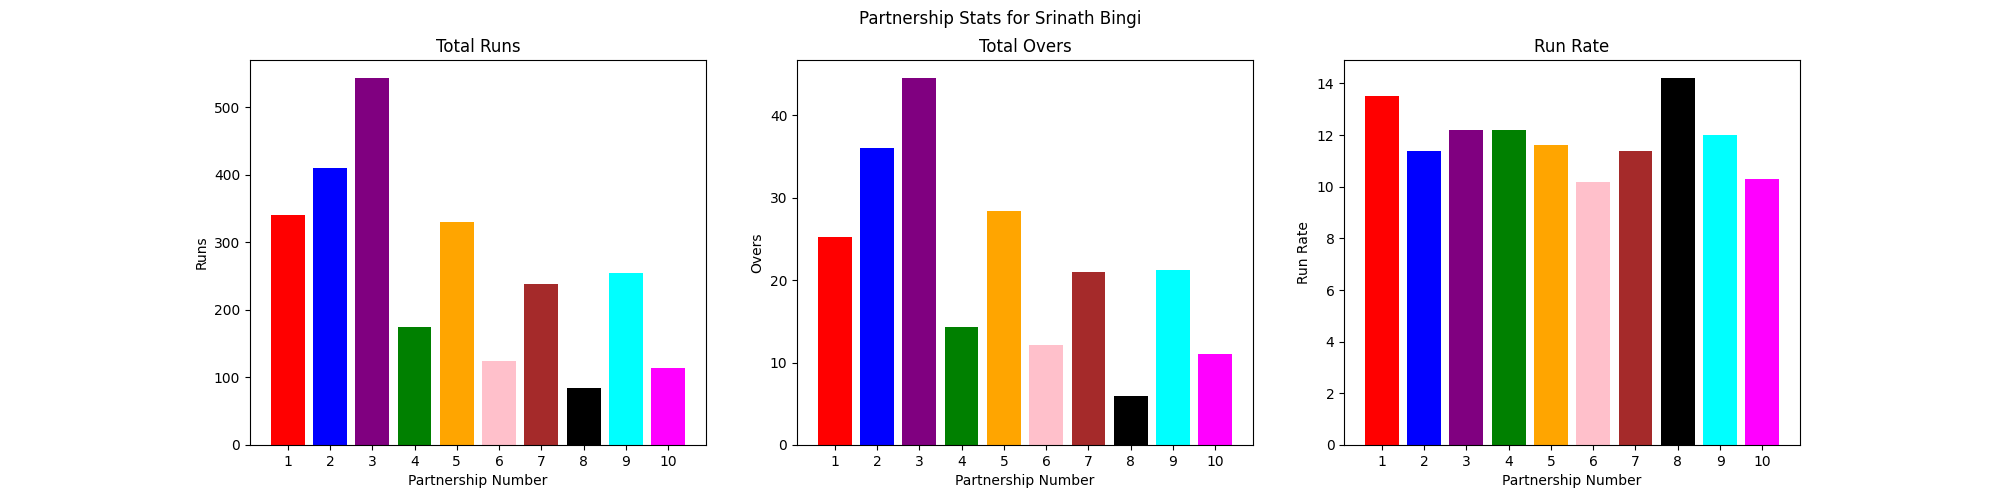 Partnership Stats for Srinath Bingi
Total Runs
Runs
500
400
300
200
100
0
1 2 3 4 5 6 7 8 9 10
Partnership Number
Total Overs
Overs
40
30
20
10
0
1 2 3 4 5 6 7 8 9 10
Partnership Number
Run Rate
Run Rate
14
12
10
8
6
4
2
0
1 2 3 4 5 6 7 8 9 10
Partnership Number